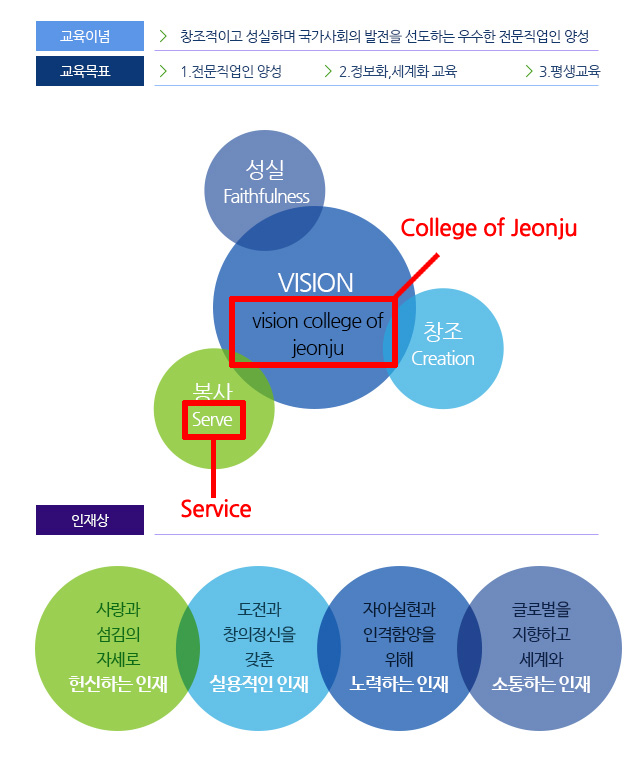 교육이념 > 창조적이고 성실하며 국가사회의 발전을 선도하는 우수한 전문직업인 양성
교육목표 > 1.전문직업인 양성 > 2.정보화,세계화 교육 > 3.평생교육
성실
Faithfulness
College of Jeonju
VISION
vision college of
jeonju
창조
Creation
봉사
Serve
Service
인재상
사랑과
섬김의
자세로
헌신하는 인재
도전과
창의정신을
갖춘
실용적인 인재
자아실현과
인격함양을
위해
노력하는 인재
글로벌을
지향하고
세계와
소통하는 인재